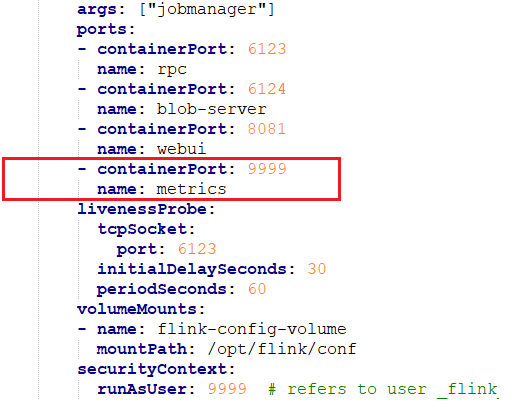 args: ["jobmanager"]
ports:
- containerPort: 6123
name: rpc
- containerPort: 6124
name: blob-server
- containerPort: 8081
name: webui
- containerPort: 9999
name: metrics
livenessProbe:
tcpSocket:
port: 6123
initialDelaySeconds: 30
periodSeconds: 60
volumeMounts:
- name: flink-config-volume
mountPath: /opt/flink/conf
securityContext:
runAsUser: 9999  # refers to user _flink_